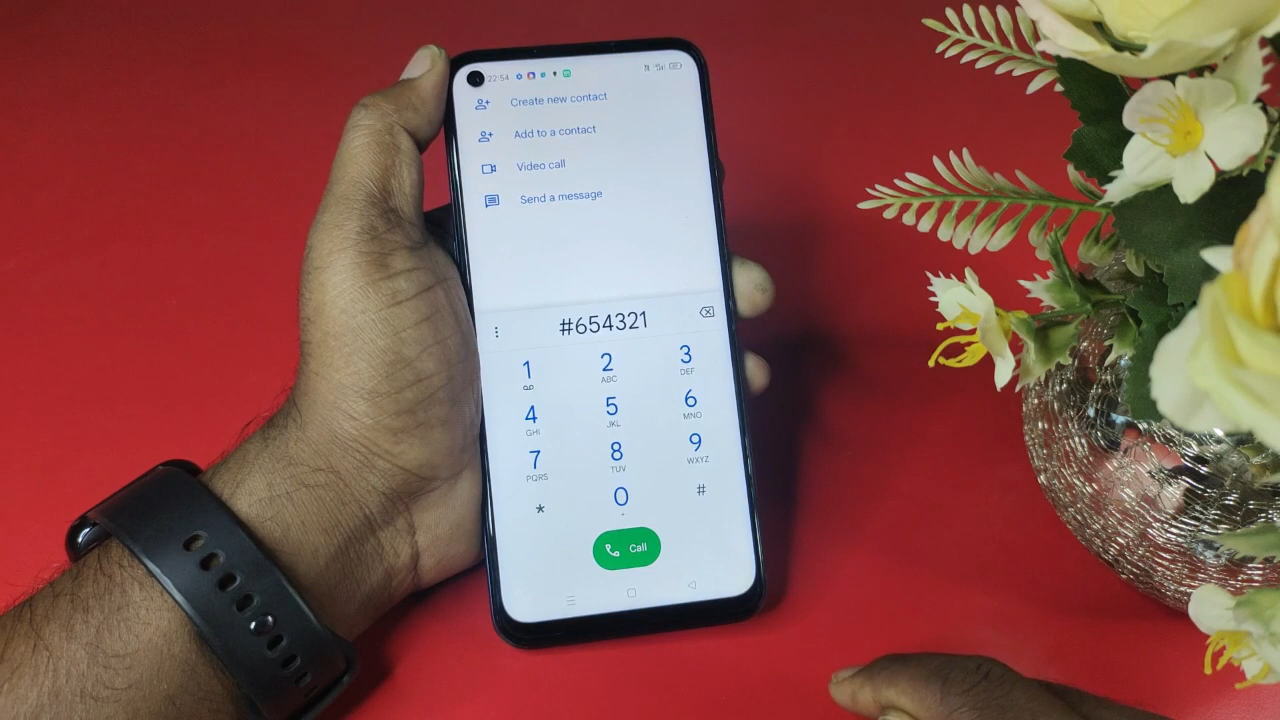 22:54
Create new contact
Add to a contact
Video call
Send a message
#654321
1 2 3
ABC DEF
4 5 6
GHI JKL MNO
7 8 9
PQRS TUV WXYZ
* 0 #
Call